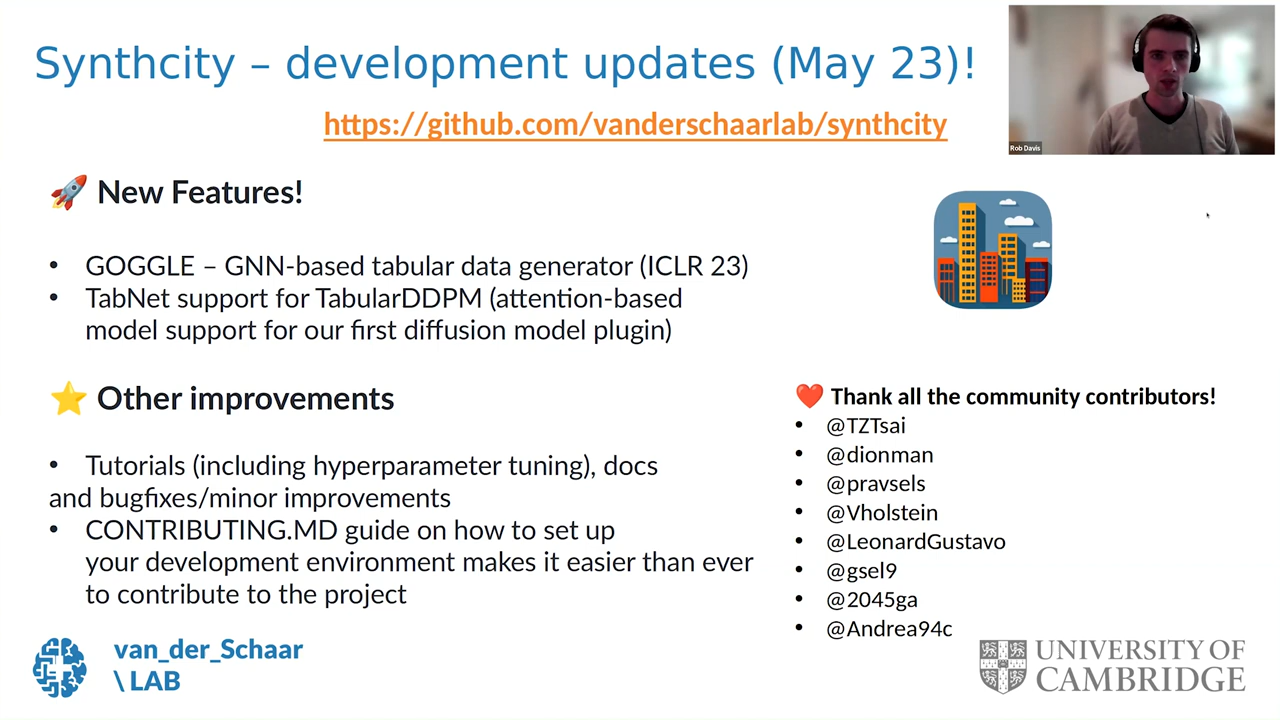 Synthcity – development updates (May 23)!
https://github.com/vanderschaarlab/synthcity
Rob Davis
🚀 New Features!
• GOGGLE – GNN-based tabular data generator (ICLR 23)
• TabNet support for TabularDDPM (attention-based
model support for our first diffusion model plugin)
⭐ Other improvements
• Tutorials (including hyperparameter tuning), docs
and bugfixes/minor improvements
• CONTRIBUTING.MD guide on how to set up
your development environment makes it easier than ever
to contribute to the project
❤️ Thank all the community contributors!
• @TZTsai
• @dionman
• @pravsels
• @Vholstein
• @LeonardGustavo
• @gsel9
• @2045ga
• @Andrea94c
van_der_Schaar
\ LAB
UNIVERSITY OF
CAMBRIDGE